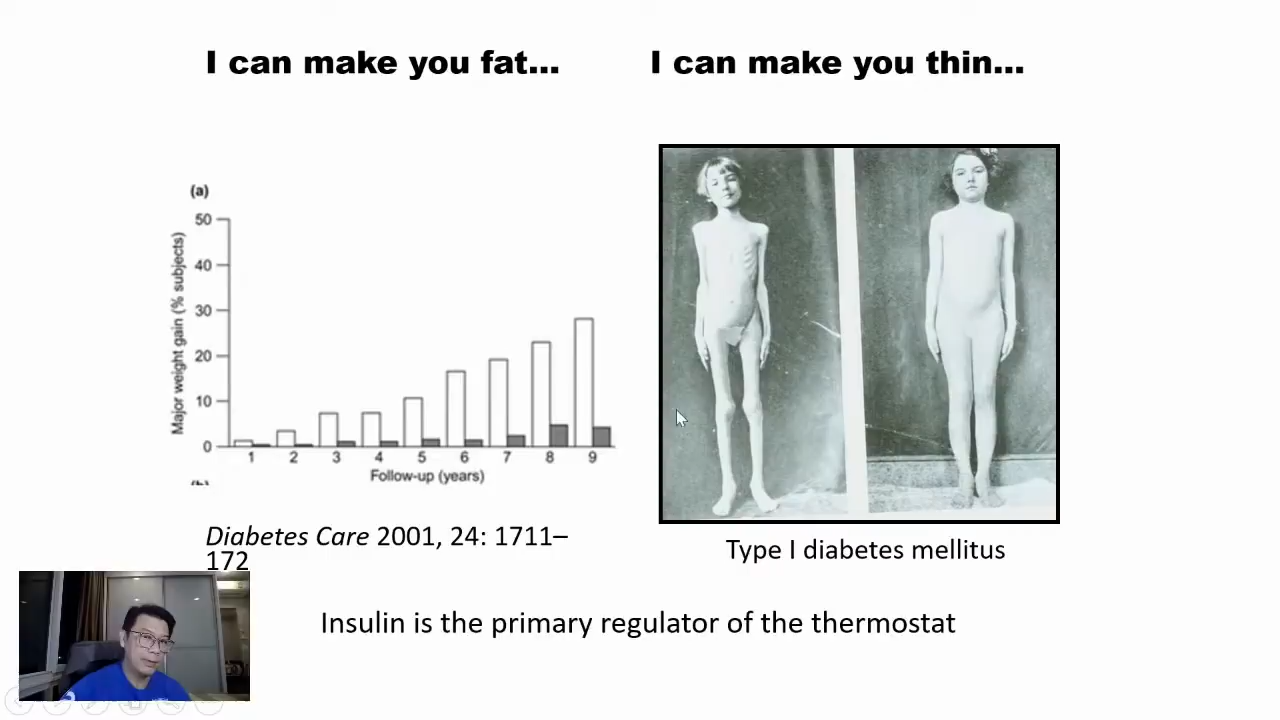 I can make you fat...
I can make you thin...
(a)
Major weight gain (% subjects)
50
40
30
20
10
0
1 2 3 4 5 6 7 8 9
Follow-up (years)
Diabetes Care 2001, 24: 1711–
172
Type I diabetes mellitus
Insulin is the primary regulator of the thermostat